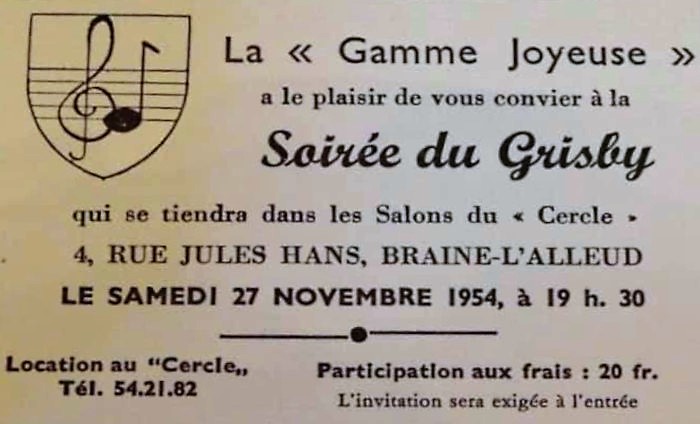 La « Gamme Joyeuse »
a le plaisir de vous convier à la
Soirée du Grisby
qui se tiendra dans les Salons du « Cercle »
4, RUE JULES HANS, BRAINE-L'ALLEUD
LE SAMEDI 27 NOVEMBRE 1954, à 19 h. 30
Location au "Cercle„
Tél. 54.21.82
Participation aux frais : 20 fr.
L'invitation sera exigée à l'entrée